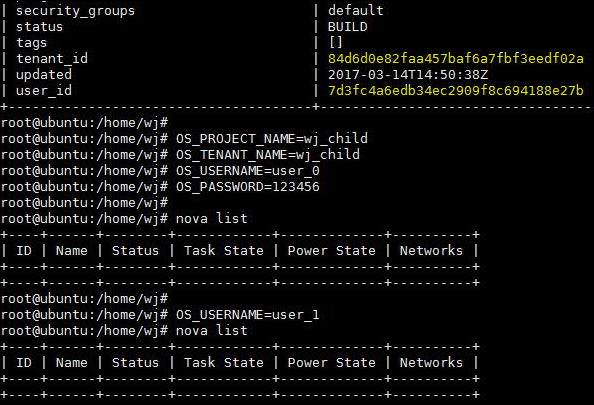 | security_groups | default
| status | BUILD
| tags | []
| tenant_id | 84d6d0e82faa457baf6a7fbf3eedf02a
| updated | 2017-03-14T14:50:38Z
| user_id | 7d3fc4a6edb34ec2909f8c694188e27b
+--------------------------------------+----------------------------------
root@ubuntu:/home/wj#
root@ubuntu:/home/wj# OS_PROJECT_NAME=wj_child
root@ubuntu:/home/wj# OS_TENANT_NAME=wj_child
root@ubuntu:/home/wj# OS_USERNAME=user_0
root@ubuntu:/home/wj# OS_PASSWORD=123456
root@ubuntu:/home/wj#
root@ubuntu:/home/wj# nova list
+----+------+--------+------------+-------------+----------+
| ID | Name | Status | Task State | Power State | Networks |
+----+------+--------+------------+-------------+----------+
+----+------+--------+------------+-------------+----------+
root@ubuntu:/home/wj#
root@ubuntu:/home/wj# OS_USERNAME=user_1
root@ubuntu:/home/wj# nova list
+----+------+--------+------------+-------------+----------+
| ID | Name | Status | Task State | Power State | Networks |
+----+------+--------+------------+-------------+----------+
+----+------+--------+------------+-------------+----------+